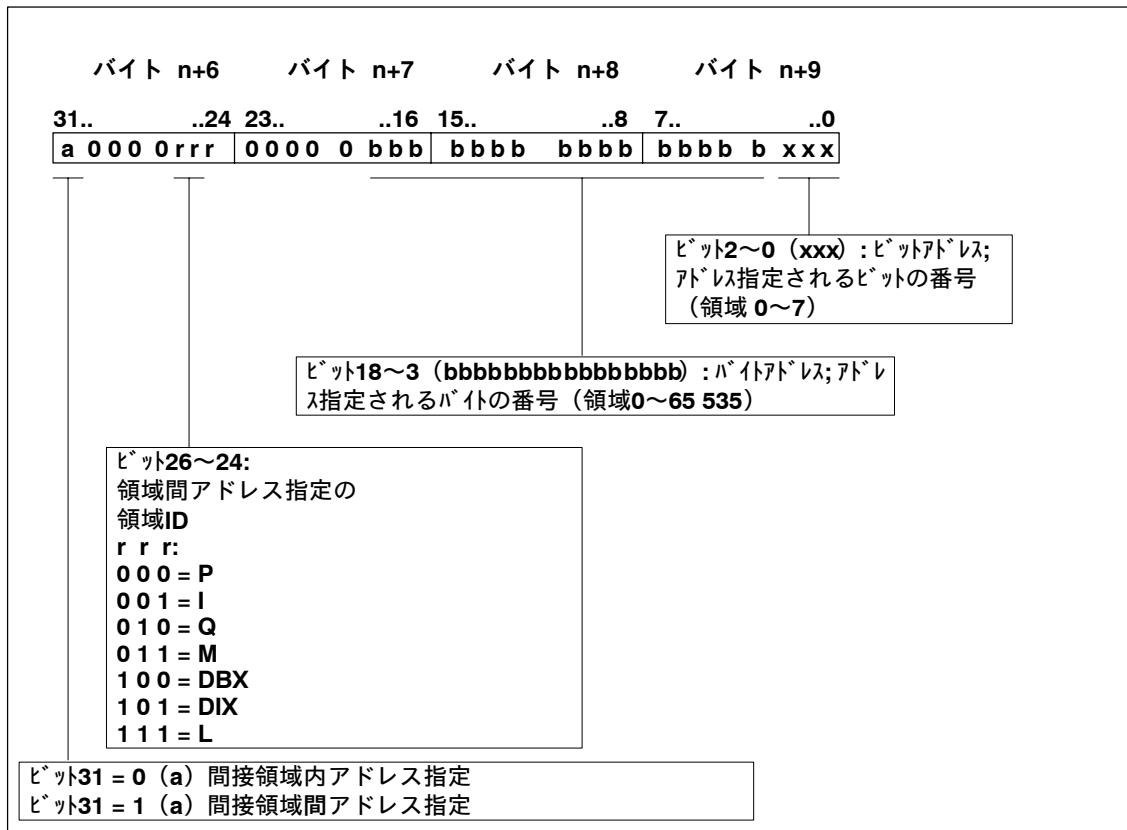 バイト n+6 バイト n+7 バイト n+8 バイト n+9
31.. ..24 23.. ..16 15.. ..8 7.. ..0
a 0 0 0 0 r r r 0 0 0 0 0 b b b b b b b b b b b b b b b b x x x
ﾋﾞｯﾄ2～0（xxx）: ﾋﾞｯﾄｱﾄﾞﾚｽ;
ｱﾄﾞﾚｽ指定されるﾋﾞｯﾄの番号
（領域 0～7）
ﾋﾞｯﾄ18～3（bbbbbbbbbbbbbbbb）: ﾊﾞｲﾄｱﾄﾞﾚｽ; ｱﾄﾞﾚ
ｽ指定されるﾊﾞｲﾄの番号（領域0～65 535）
ﾋﾞｯﾄ26～24:
領域間アドレス指定の
領域ID
r r r:
0 0 0 = P
0 0 1 = I
0 1 0 = Q
0 1 1 = M
1 0 0 = DBX
1 0 1 = DIX
1 1 1 = L
ﾋﾞｯﾄ31 = 0（a）間接領域内アドレス指定
ﾋﾞｯﾄ31 = 1（a）間接領域間アドレス指定